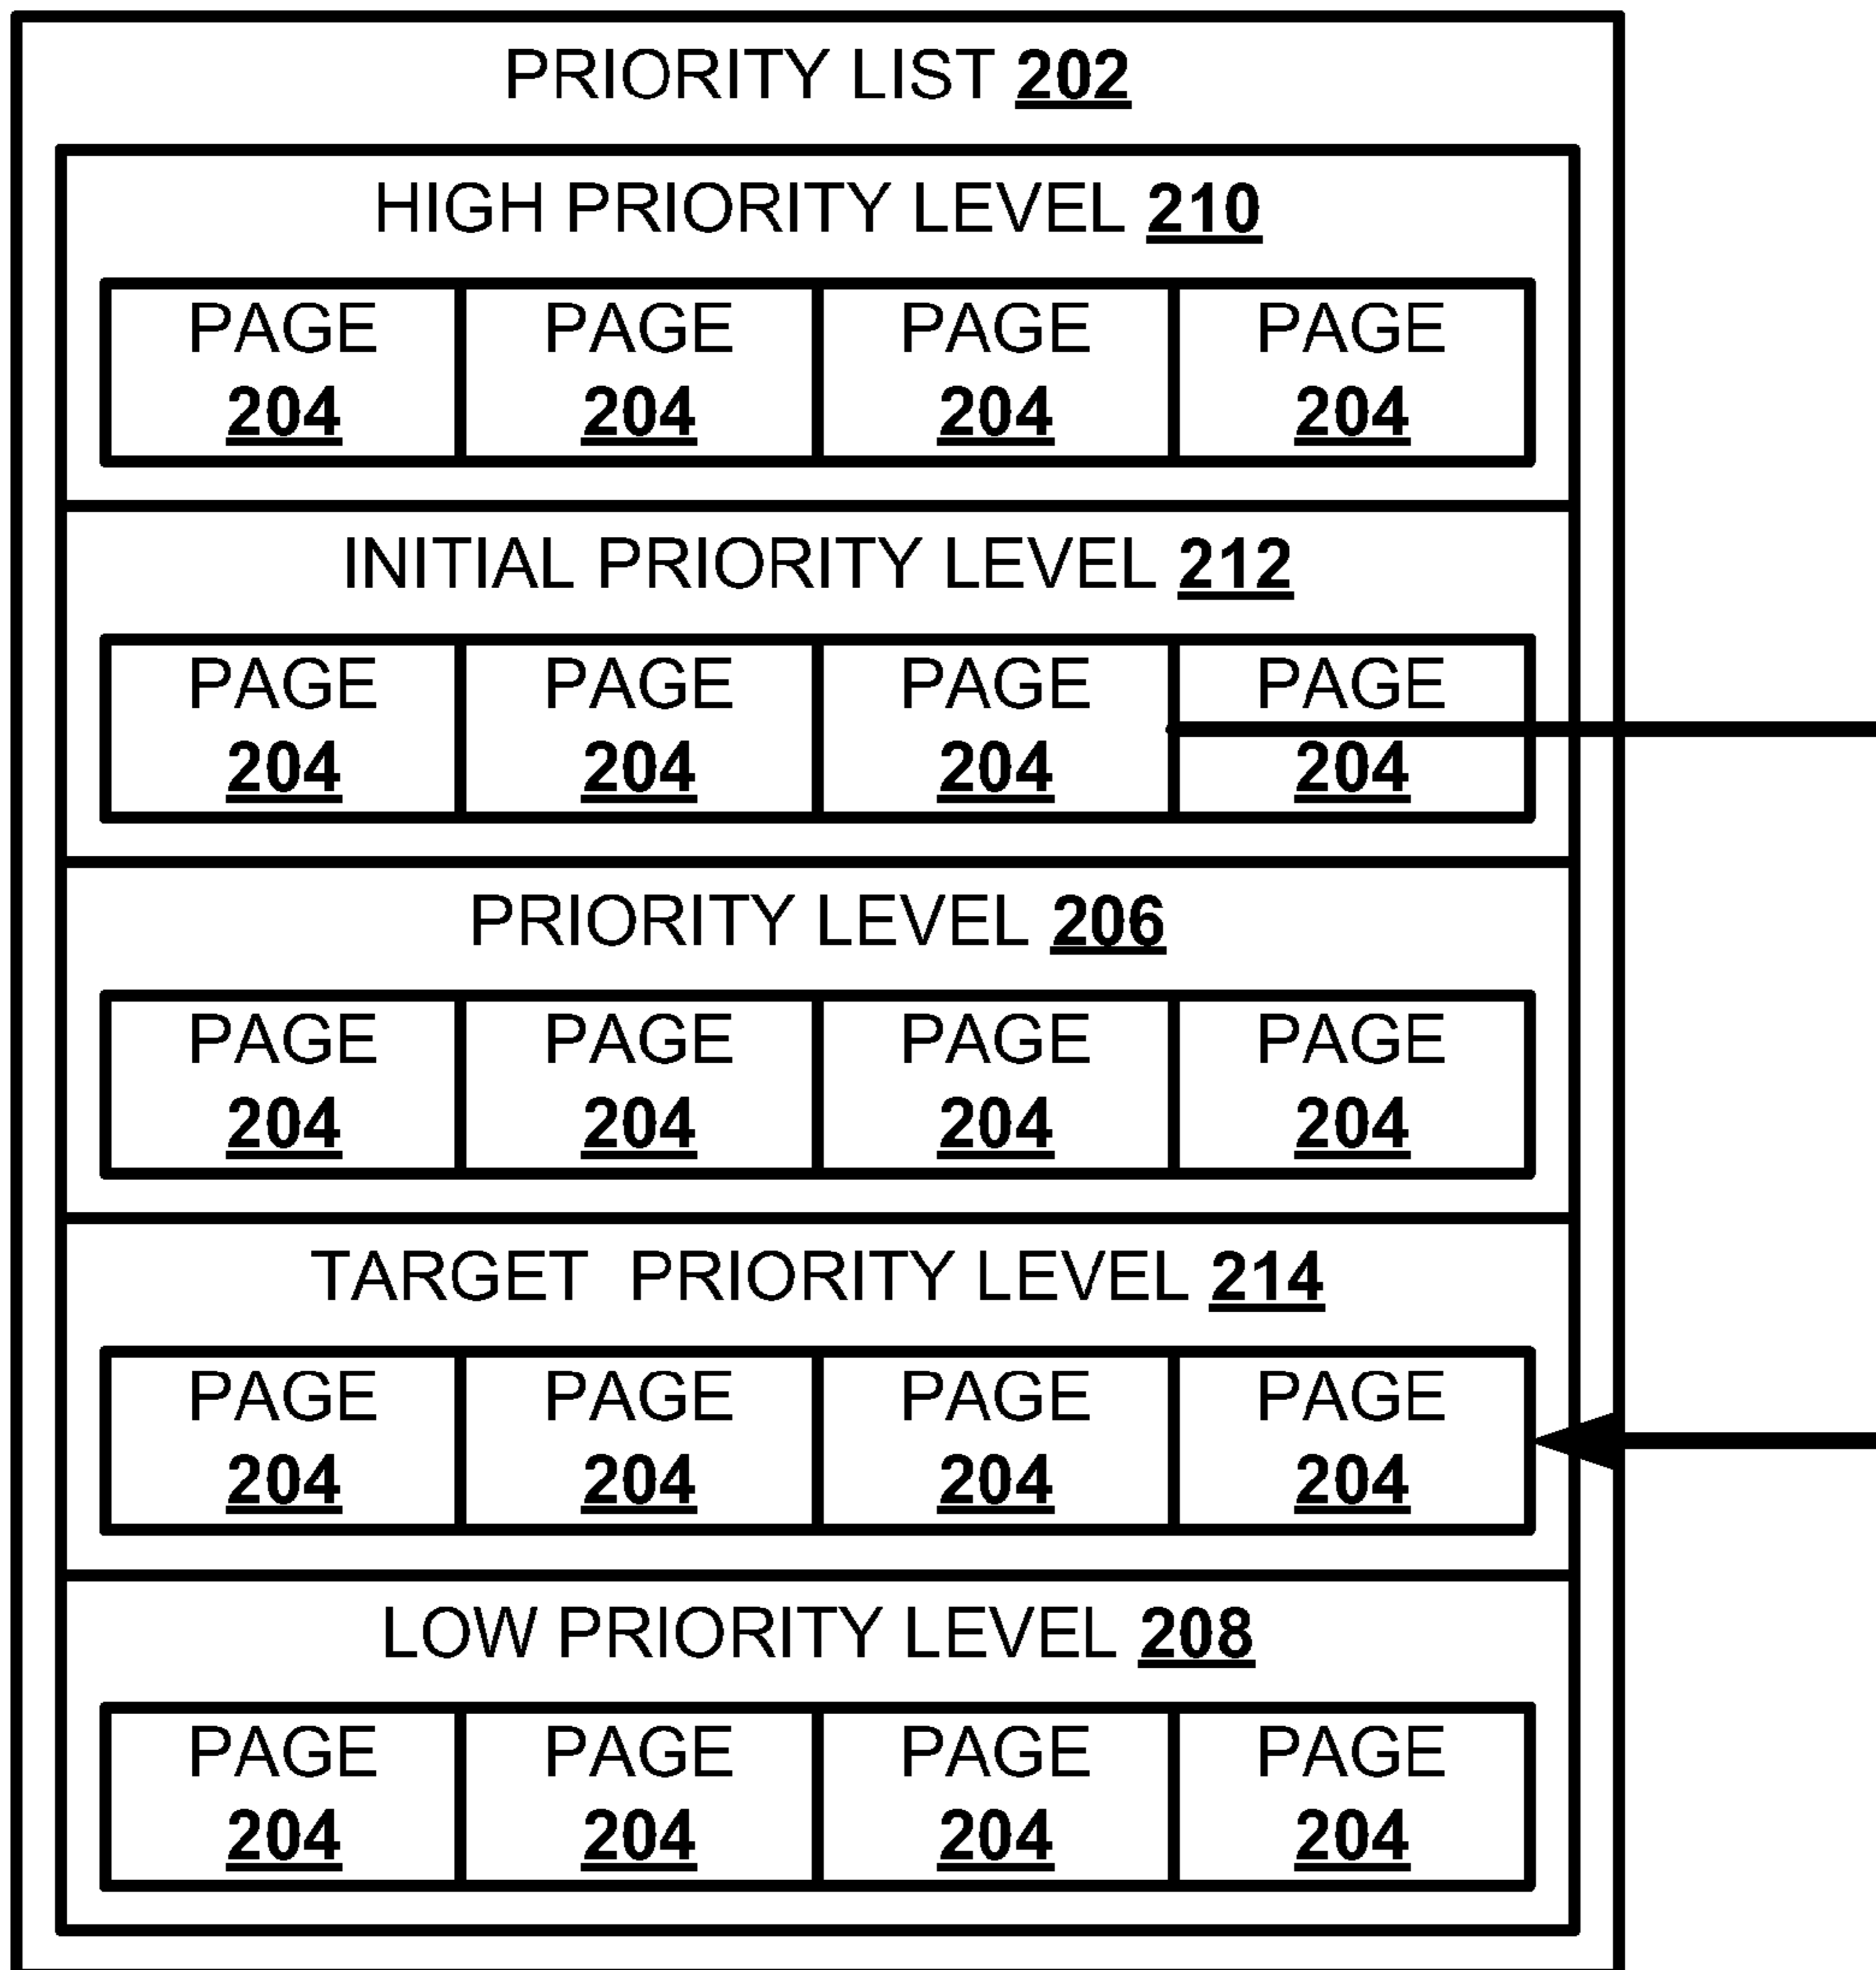 PRIORITY LIST 202
HIGH PRIORITY LEVEL 210
PAGE PAGE PAGE PAGE
204 204 204 204
INITIAL PRIORITY LEVEL 212
PAGE PAGE PAGE PAGE
204 204 204 204
PRIORITY LEVEL 206
PAGE PAGE PAGE PAGE
204 204 204 204
TARGET PRIORITY LEVEL 214
PAGE PAGE PAGE PAGE
204 204 204 204
LOW PRIORITY LEVEL 208
PAGE PAGE PAGE PAGE
204 204 204 204